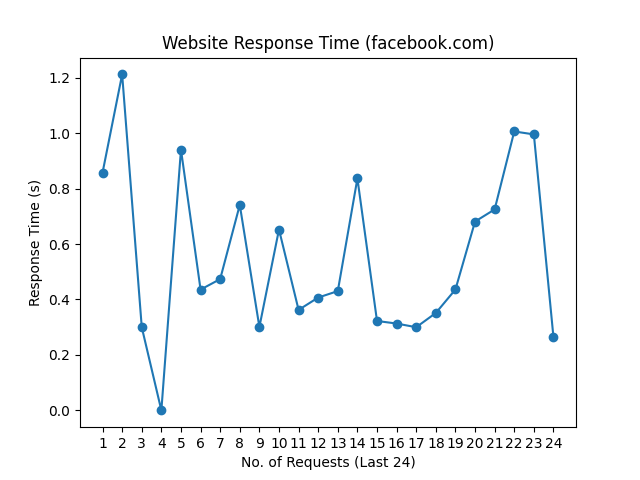 Website Response Time (facebook.com)
1.2
1.0
0.8
0.6
0.4
0.2
0.0
Response Time (s)
1 2 3 4 5 6 7 8 9 10 11 12 13 14 15 16 17 18 19 20 21 22 23 24
No. of Requests (Last 24)